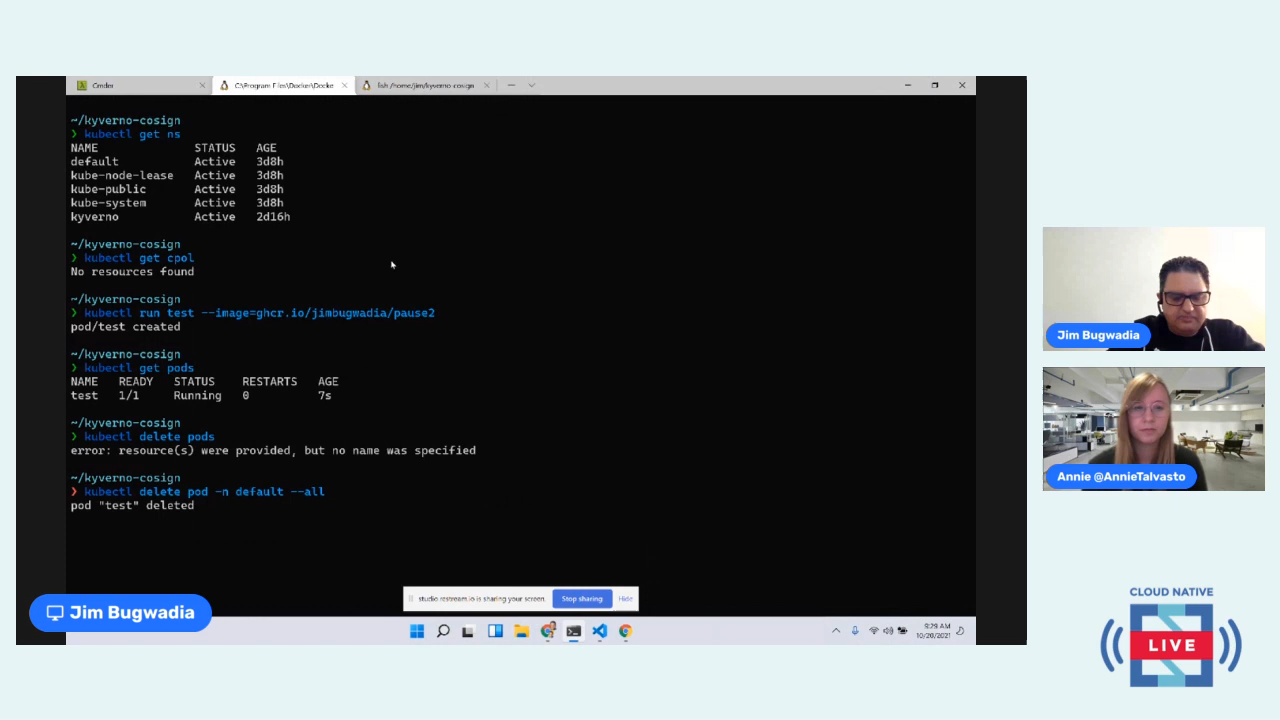 Cmder
C:\Program Files\Docker\Docke
fish /home/jim/kyverno-cosign
~/kyverno-cosign
❯ kubectl get ns
NAME STATUS AGE
default Active 3d8h
kube-node-lease Active 3d8h
kube-public Active 3d8h
kube-system Active 3d8h
kyverno Active 2d16h
~/kyverno-cosign
❯ kubectl get cpol
No resources found
~/kyverno-cosign
❯ kubectl run test --image=ghcr.io/jimbugwadia/pause2
pod/test created
~/kyverno-cosign
❯ kubectl get pods
NAME READY STATUS RESTARTS AGE
test 1/1 Running 0 7s
~/kyverno-cosign
❯ kubectl delete pods
error: resource(s) were provided, but no name was specified
~/kyverno-cosign
❯ kubectl delete pod -n default --all
pod "test" deleted
studio.restream.io is sharing your screen. Stop sharing Hide
Jim Bugwadia
9:29 AM
10/20/2021
Jim Bugwadia
Annie @AnnieTalvasto
CLOUD NATIVE
LIVE